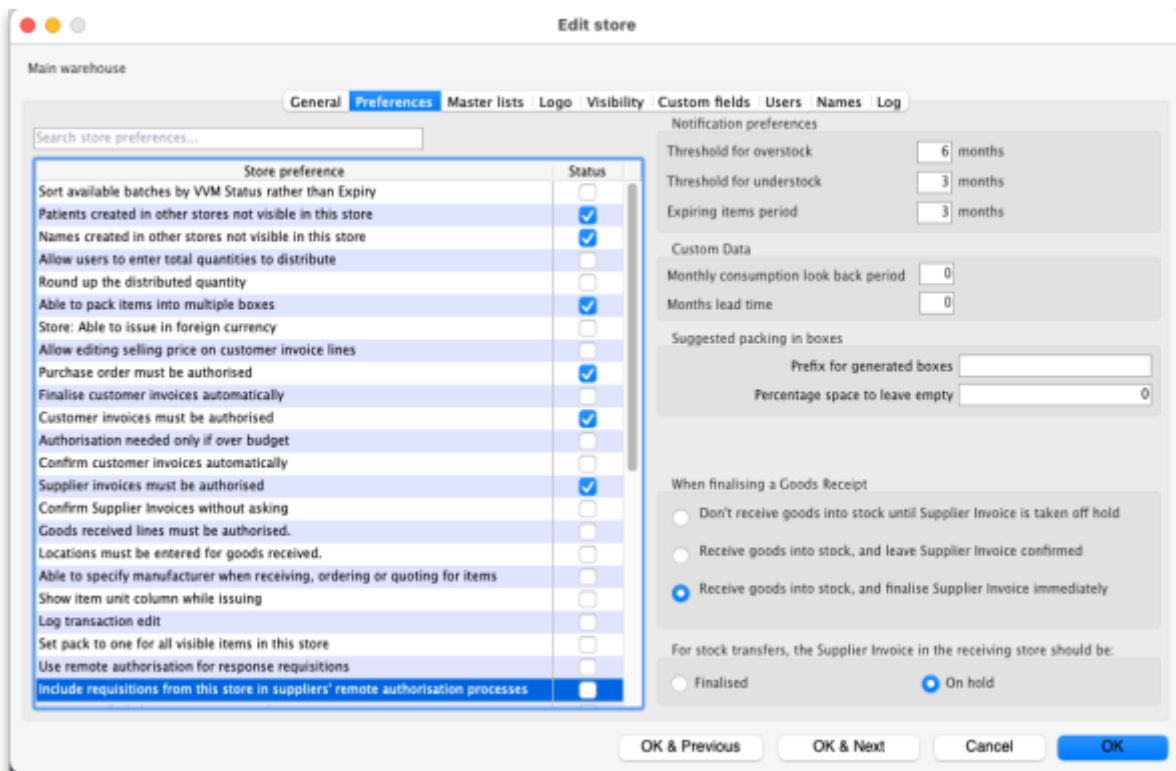 Edit store
Main warehouse
General Preferences Master lists Logo Visibility Custom fields Users Names Log
Search store preferences...
Store preference Status
Sort available batches by VVM Status rather than Expiry
Patients created in other stores not visible in this store
Names created in other stores not visible in this store
Allow users to enter total quantities to distribute
Round up the distributed quantity
Able to pack items into multiple boxes
Store: Able to issue in foreign currency
Allow editing selling price on customer invoice lines
Purchase order must be authorised
Finalise customer invoices automatically
Customer invoices must be authorised
Authorisation needed only if over budget
Confirm customer invoices automatically
Supplier invoices must be authorised
Confirm Supplier Invoices without asking
Goods received lines must be authorised.
Locations must be entered for goods received.
Able to specify manufacturer when receiving, ordering or quoting for items
Show item unit column while issuing
Log transaction edit
Set pack to one for all visible items in this store
Use remote authorisation for response requisitions
Include requisitions from this store in suppliers' remote authorisation processes
Notification preferences
Threshold for overstock 6 months
Threshold for understock 3 months
Expiring items period 3 months
Custom Data
Monthly consumption look back period 0
Months lead time 0
Suggested packing in boxes
Prefix for generated boxes
Percentage space to leave empty 0
When finalising a Goods Receipt
Don't receive goods into stock until Supplier Invoice is taken off hold
Receive goods into stock, and leave Supplier Invoice confirmed
Receive goods into stock, and finalise Supplier Invoice immediately
For stock transfers, the Supplier Invoice in the receiving store should be:
Finalised On hold
OK & Previous OK & Next Cancel OK